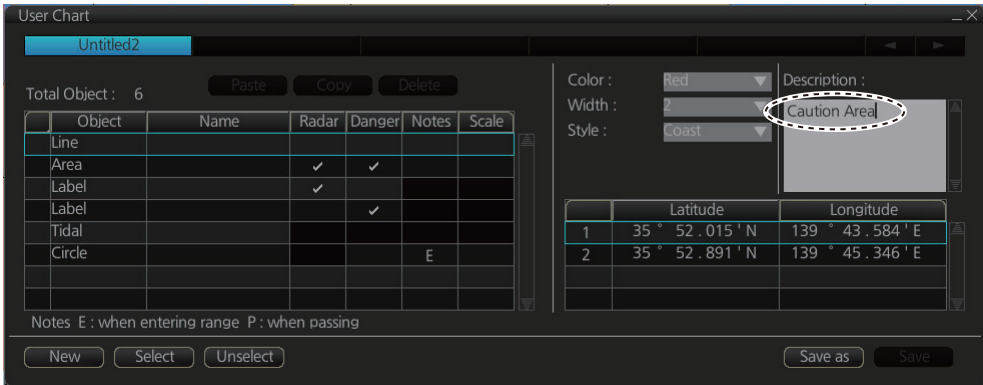 User Chart
Untitled2
Total Object : 6
Paste Copy Delete
Object Name Radar Danger Notes Scale
Line
Area ✓ ✓
Label ✓
Label ✓
Tidal
Circle E
Notes E : when entering range P : when passing
Color : Red
Width : 2
Style : Coast
Description :
Caution Area
Latitude Longitude
1 35 ° 52 .015 ' N 139 ° 43 .584 ' E
2 35 ° 52 .891 ' N 139 ° 45 .346 ' E
New Select Unselect Save as Save